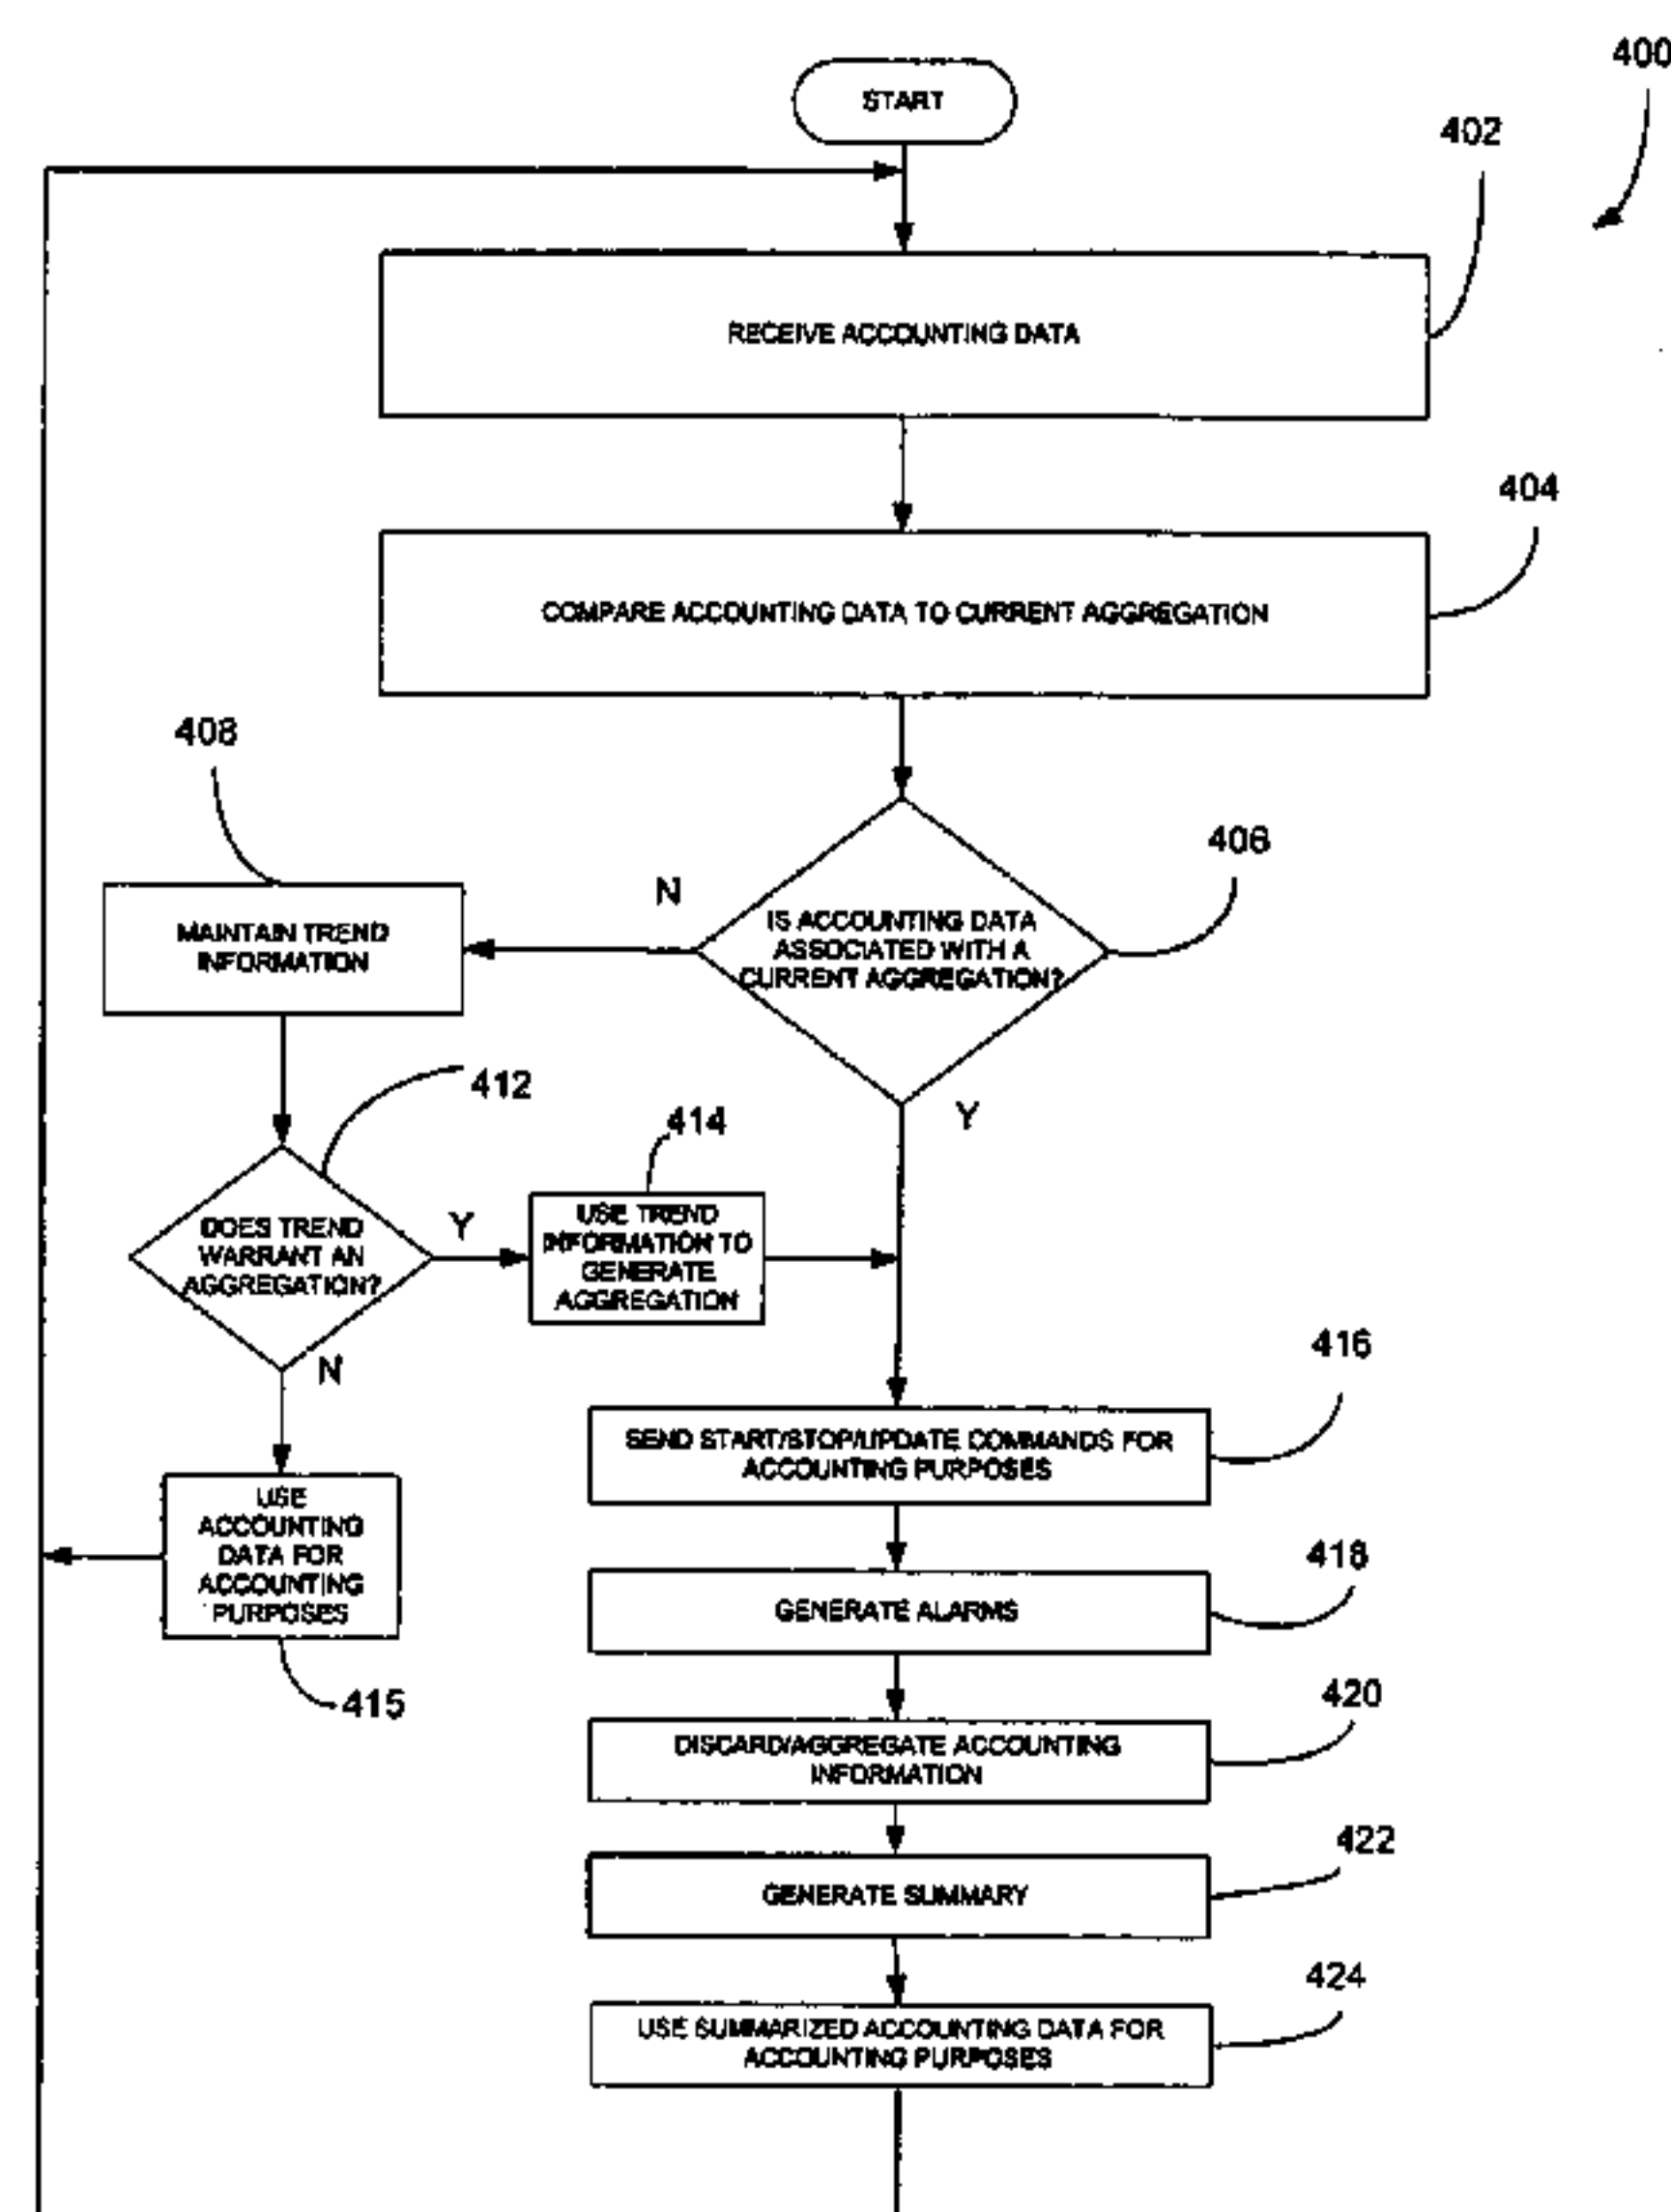 400
START
402
RECEIVE ACCOUNTING DATA
404
COMPARE ACCOUNTING DATA TO CURRENT AGGREGATION
408
406
N
IS ACCOUNTING DATA
ASSOCIATED WITH A
CURRENT AGGREGATION?
MAINTAIN TREND
INFORMATION
Y
412
414
DOES TREND
WARRANT AN
AGGREGATION?
Y
USE TREND
INFORMATION TO
GENERATE
AGGREGATION
N
416
SEND START/STOP/UPDATE COMMANDS FOR
ACCOUNTING PURPOSES
USE
ACCOUNTING
DATA FOR
ACCOUNTING
PURPOSES
415
418
GENERATE ALARMS
420
DISCARD/AGGREGATE ACCOUNTING
INFORMATION
422
GENERATE SUMMARY
424
USE SUMMARIZED ACCOUNTING DATA FOR
ACCOUNTING PURPOSES